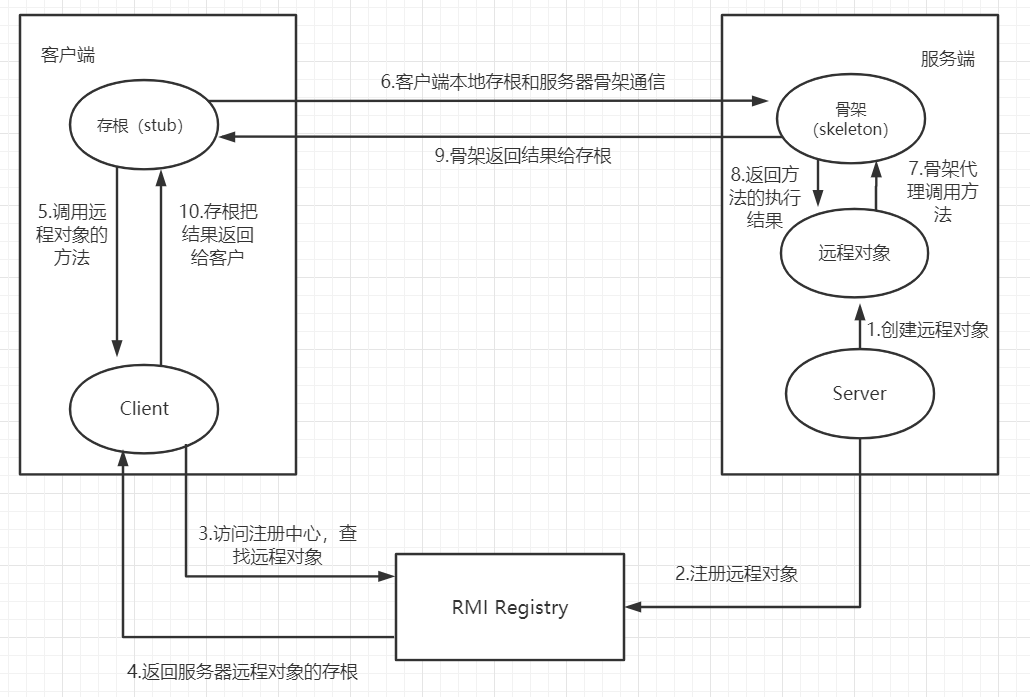 客户端
服务端
6.客户端本地存根和服务器骨架通信
存根（stub）
骨架
（skeleton）
9.骨架返回结果给存根
5.调用远
程对象的
方法
10.存根把
结果返回
给客户
8.返回方
法的执行
结果
7.骨架代
理调用方
法
远程对象
1.创建远程对象
Client
Server
3.访问注册中心，查
找远程对象
2.注册远程对象
RMI Registry
4.返回服务器远程对象的存根